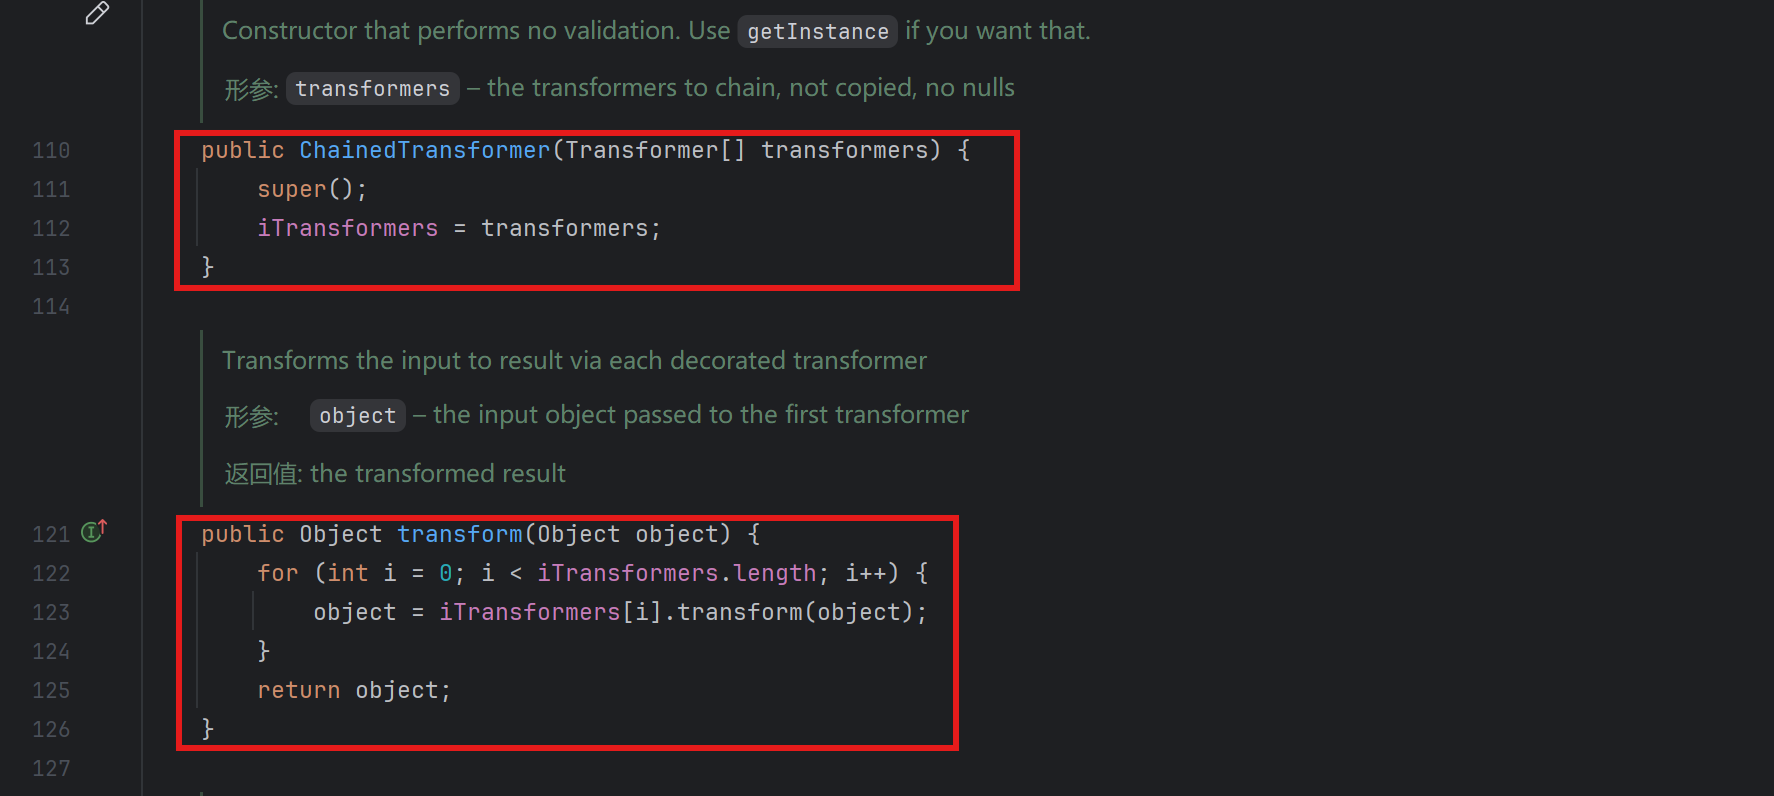 Constructor that performs no validation. Use getInstance if you want that.
形参: transformers – the transformers to chain, not copied, no nulls
110 public ChainedTransformer(Transformer[] transformers) {
111     super();
112     iTransformers = transformers;
113 }
114
Transforms the input to result via each decorated transformer
形参: object – the input object passed to the first transformer
返回值: the transformed result
121 public Object transform(Object object) {
122     for (int i = 0; i < iTransformers.length; i++) {
123         object = iTransformers[i].transform(object);
124     }
125     return object;
126 }
127